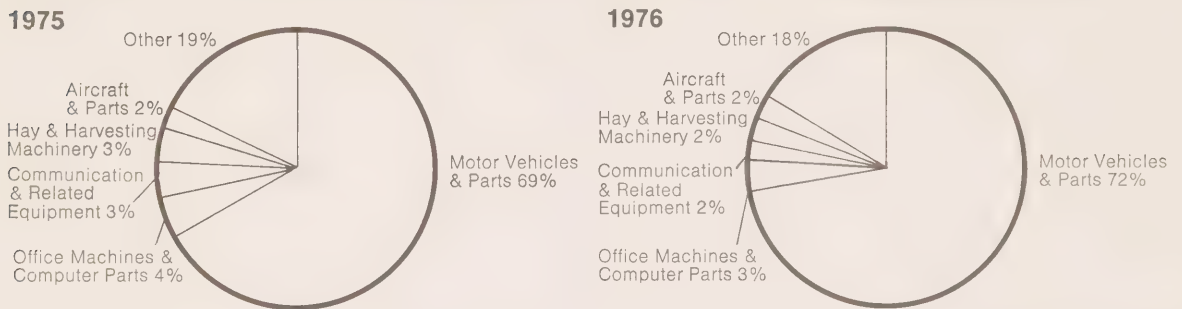 1975
Other 19%
Aircraft
& Parts 2%
Hay & Harvesting
Machinery 3%
Communication
& Related
Equipment 3%
Office Machines &
Computer Parts 4%
Motor Vehicles
& Parts 69%
1976
Other 18%
Aircraft
& Parts 2%
Hay & Harvesting
Machinery 2%
Communication
& Related
Equipment 2%
Office Machines &
Computer Parts 3%
Motor Vehicles
& Parts 72%